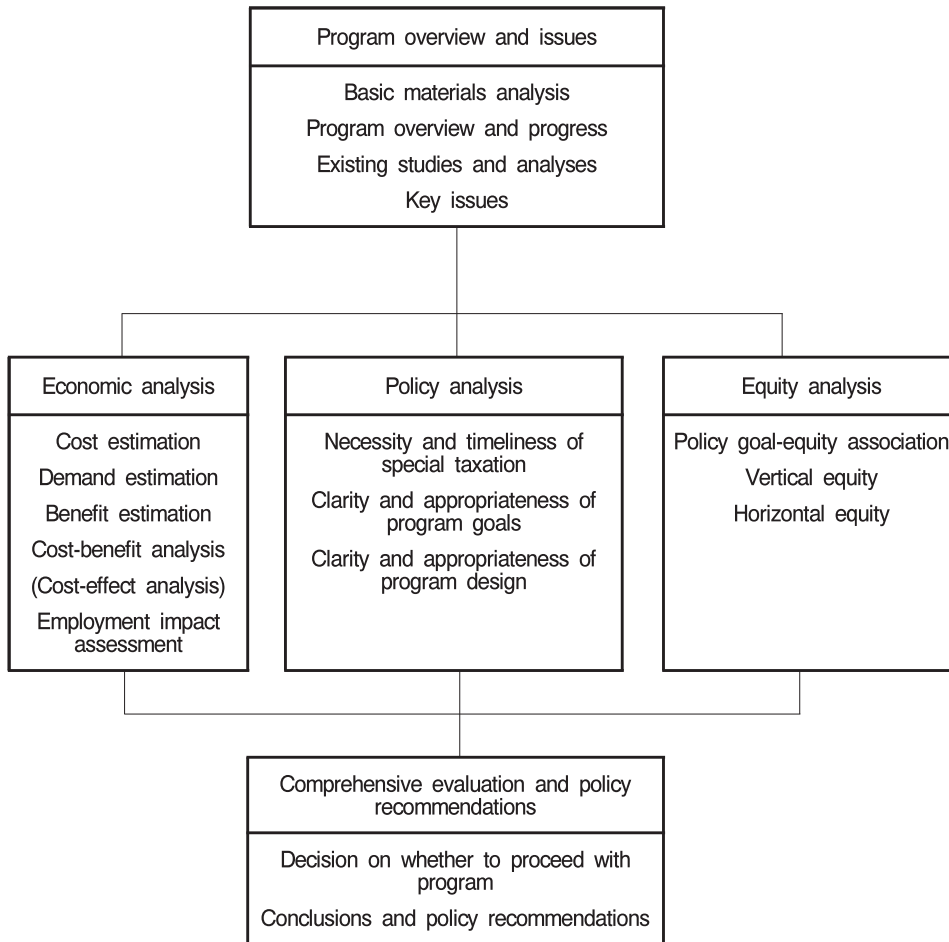 Program overview and issues
Basic materials analysis
Program overview and progress
Existing studies and analyses
Key issues
Economic analysis
Cost estimation
Demand estimation
Benefit estimation
Cost-benefit analysis
(Cost-effect analysis)
Employment impact
assessment
Policy analysis
Necessity and timeliness of
special taxation
Clarity and appropriateness of
program goals
Clarity and appropriateness of
program design
Equity analysis
Policy goal-equity association
Vertical equity
Horizontal equity
Comprehensive evaluation and policy
recommendations
Decision on whether to proceed with
program
Conclusions and policy recommendations